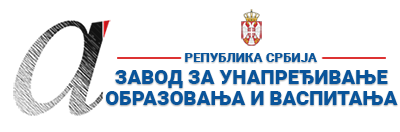 РЕПУБЛИКА СРБИЈА
ЗАВОД ЗА УНАПРЕЂИВАЊЕ
ОБРАЗОВАЊА И ВАСПИТАЊА